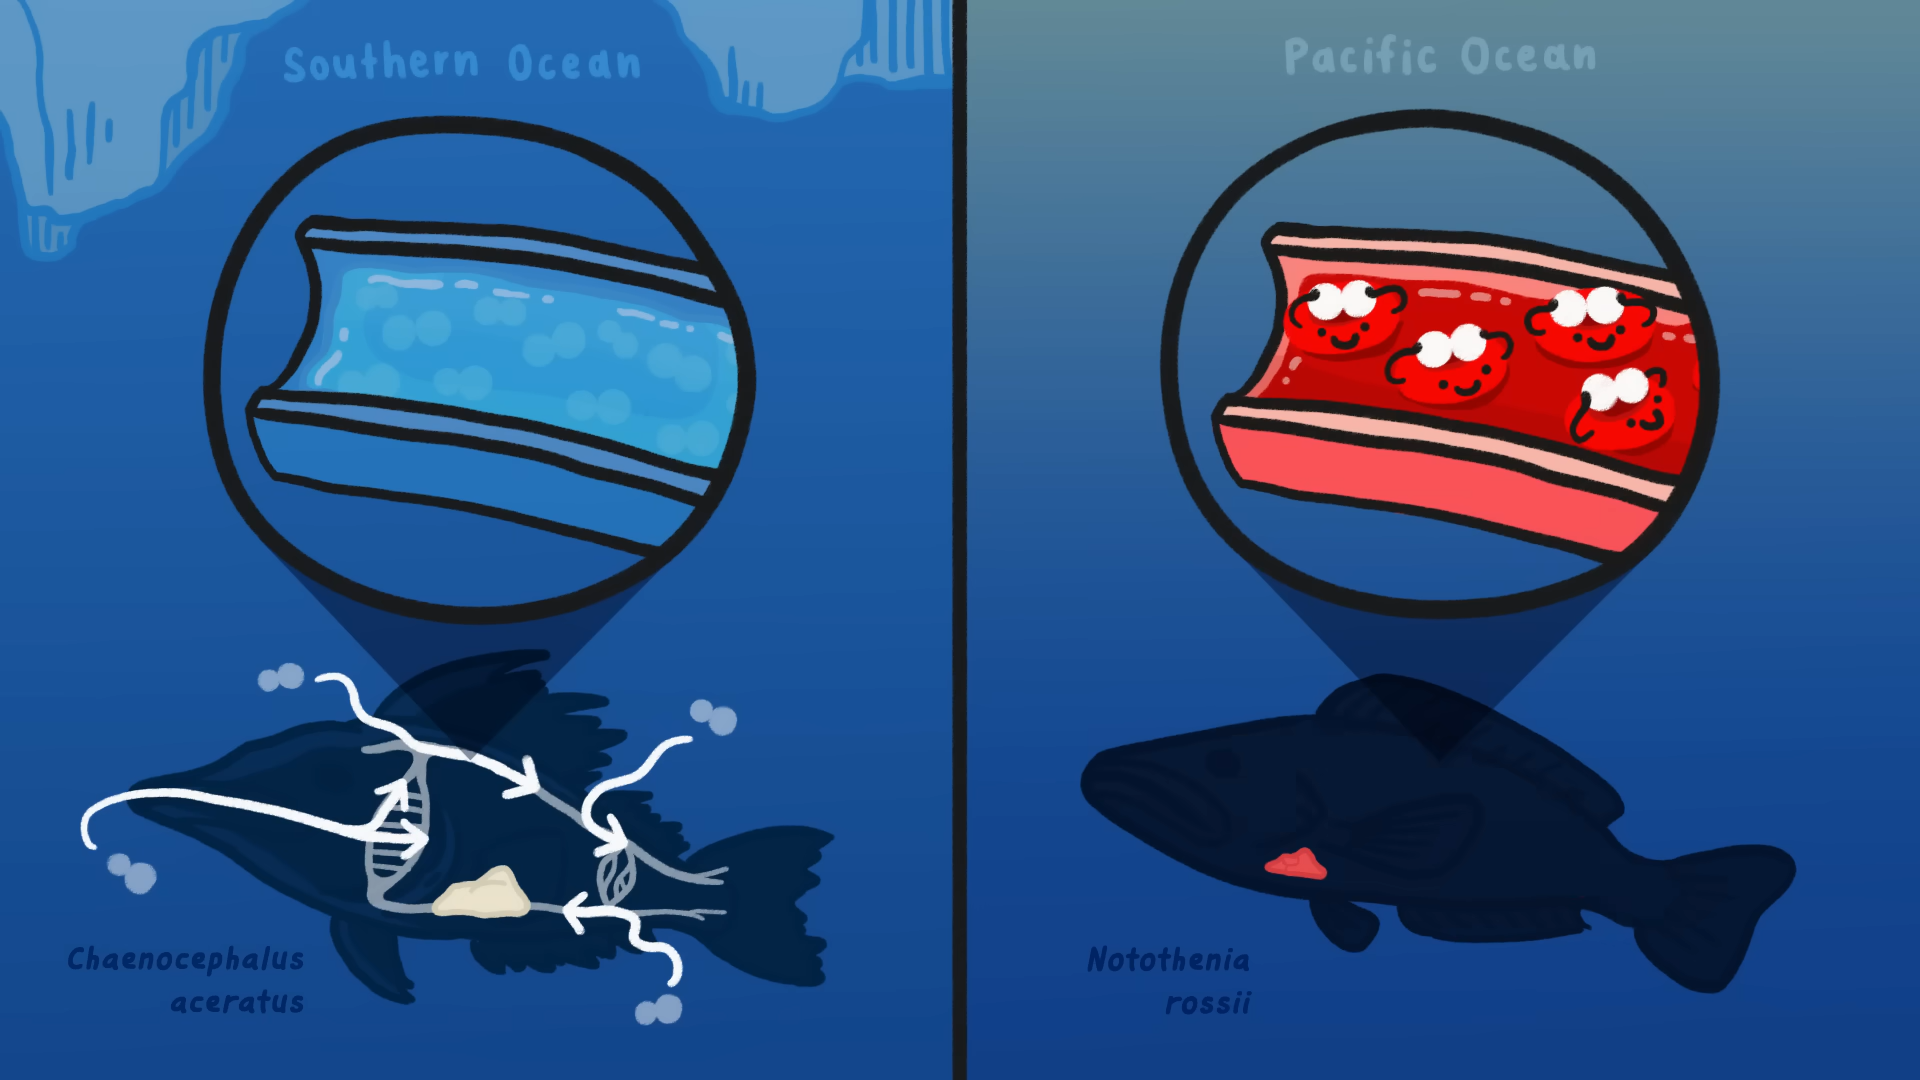 Southern Ocean
Pacific Ocean
Chaenocephalus
aceratus
Notothenia
rossii